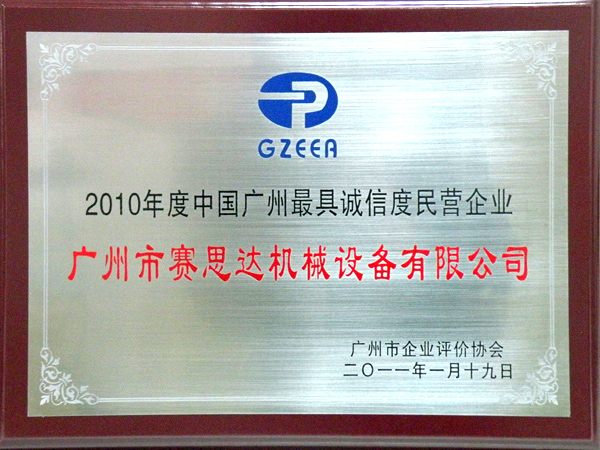 GZEEA
2010年度中国广州最具诚信度民营企业
广州市赛思达机械设备有限公司
广州市企业评价协会
二〇一一年一月十九日